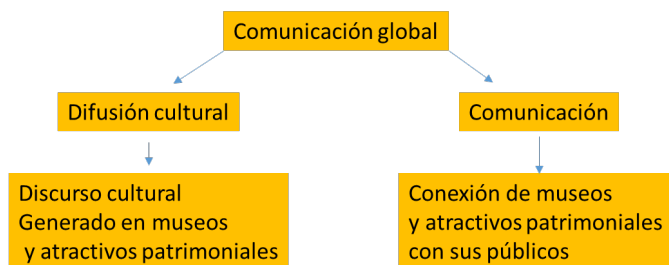 Comunicación global
Difusión cultural
Comunicación
Discurso cultural
Generado en museos
y atractivos patrimoniales
Conexión de museos
y atractivos patrimoniales
con sus públicos